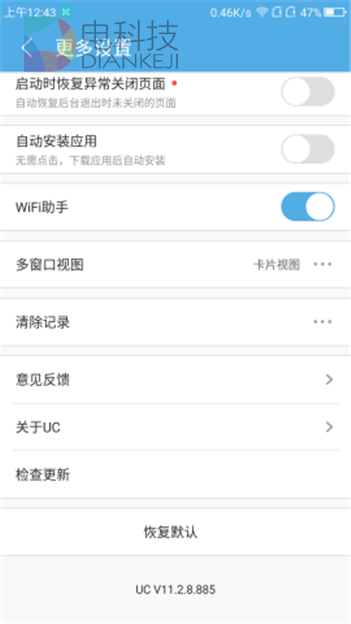 上午12:43 0.46K/s 47%
电科技
DIANKEJI
更多设置
启动时恢复异常关闭页面
自动恢复后台退出时未关闭的页面
自动安装应用
无需点击，下载应用后自动安装
WiFi助手
多窗口视图 卡片视图
清除记录
意见反馈
关于UC
检查更新
恢复默认
UC V11.2.8.885